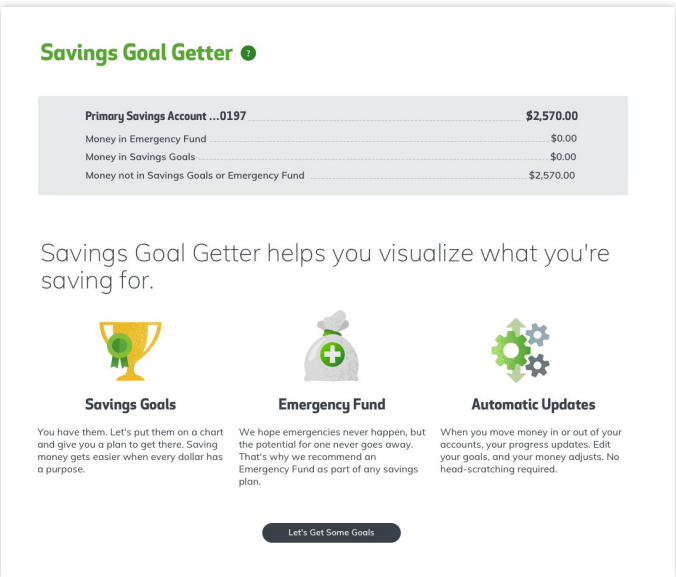 Savings Goal Getter ?
Primary Savings Account ...0197 $2,570.00
Money in Emergency Fund $0.00
Money in Savings Goals $0.00
Money not in Savings Goals or Emergency Fund $2,570.00
Savings Goal Getter helps you visualize what you're
saving for.
Savings Goals
You have them. Let's put them on a chart
and give you a plan to get there. Saving
money gets easier when every dollar has
a purpose.
Emergency Fund
We hope emergencies never happen, but
the potential for one never goes away.
That's why we recommend an
Emergency Fund as part of any savings
plan.
Automatic Updates
When you move money in or out of your
accounts, your progress updates. Edit
your goals, and your money adjusts. No
head-scratching required.
Let's Get Some Goals